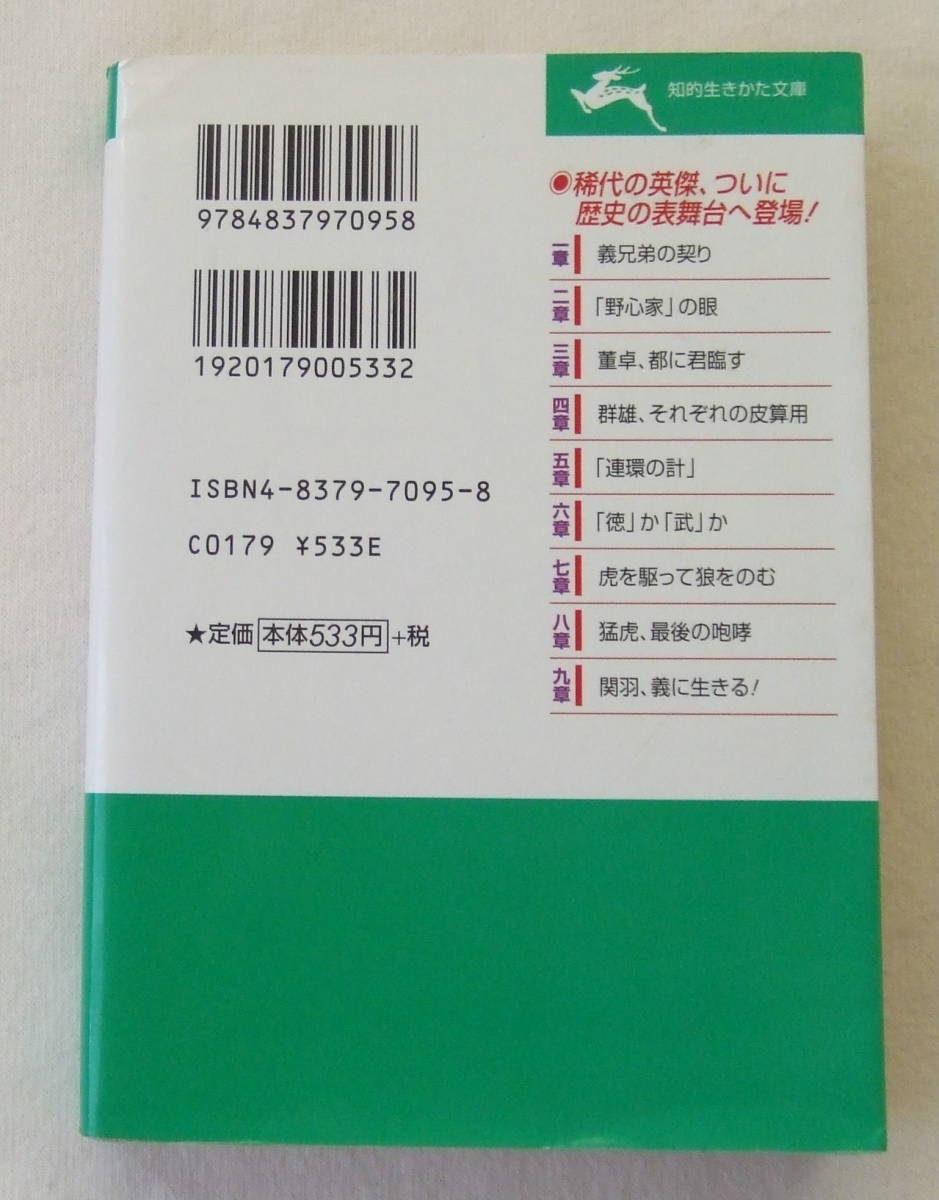 知的生きかた文庫
9784837970958
1920179005332
ISBN4-8379-7095-8
C0179 ¥533E
★定価 本体533円 +税
◉稀代の英傑、ついに
歴史の表舞台へ登場!
一章 義兄弟の契り
二章 「野心家」の眼
三章 董卓、都に君臨す
四章 群雄、それぞれの皮算用
五章 「連環の計」
六章 「徳」か「武」か
七章 虎を駆って狼をのむ
八章 猛虎、最後の咆哮
九章 関羽、義に生きる!